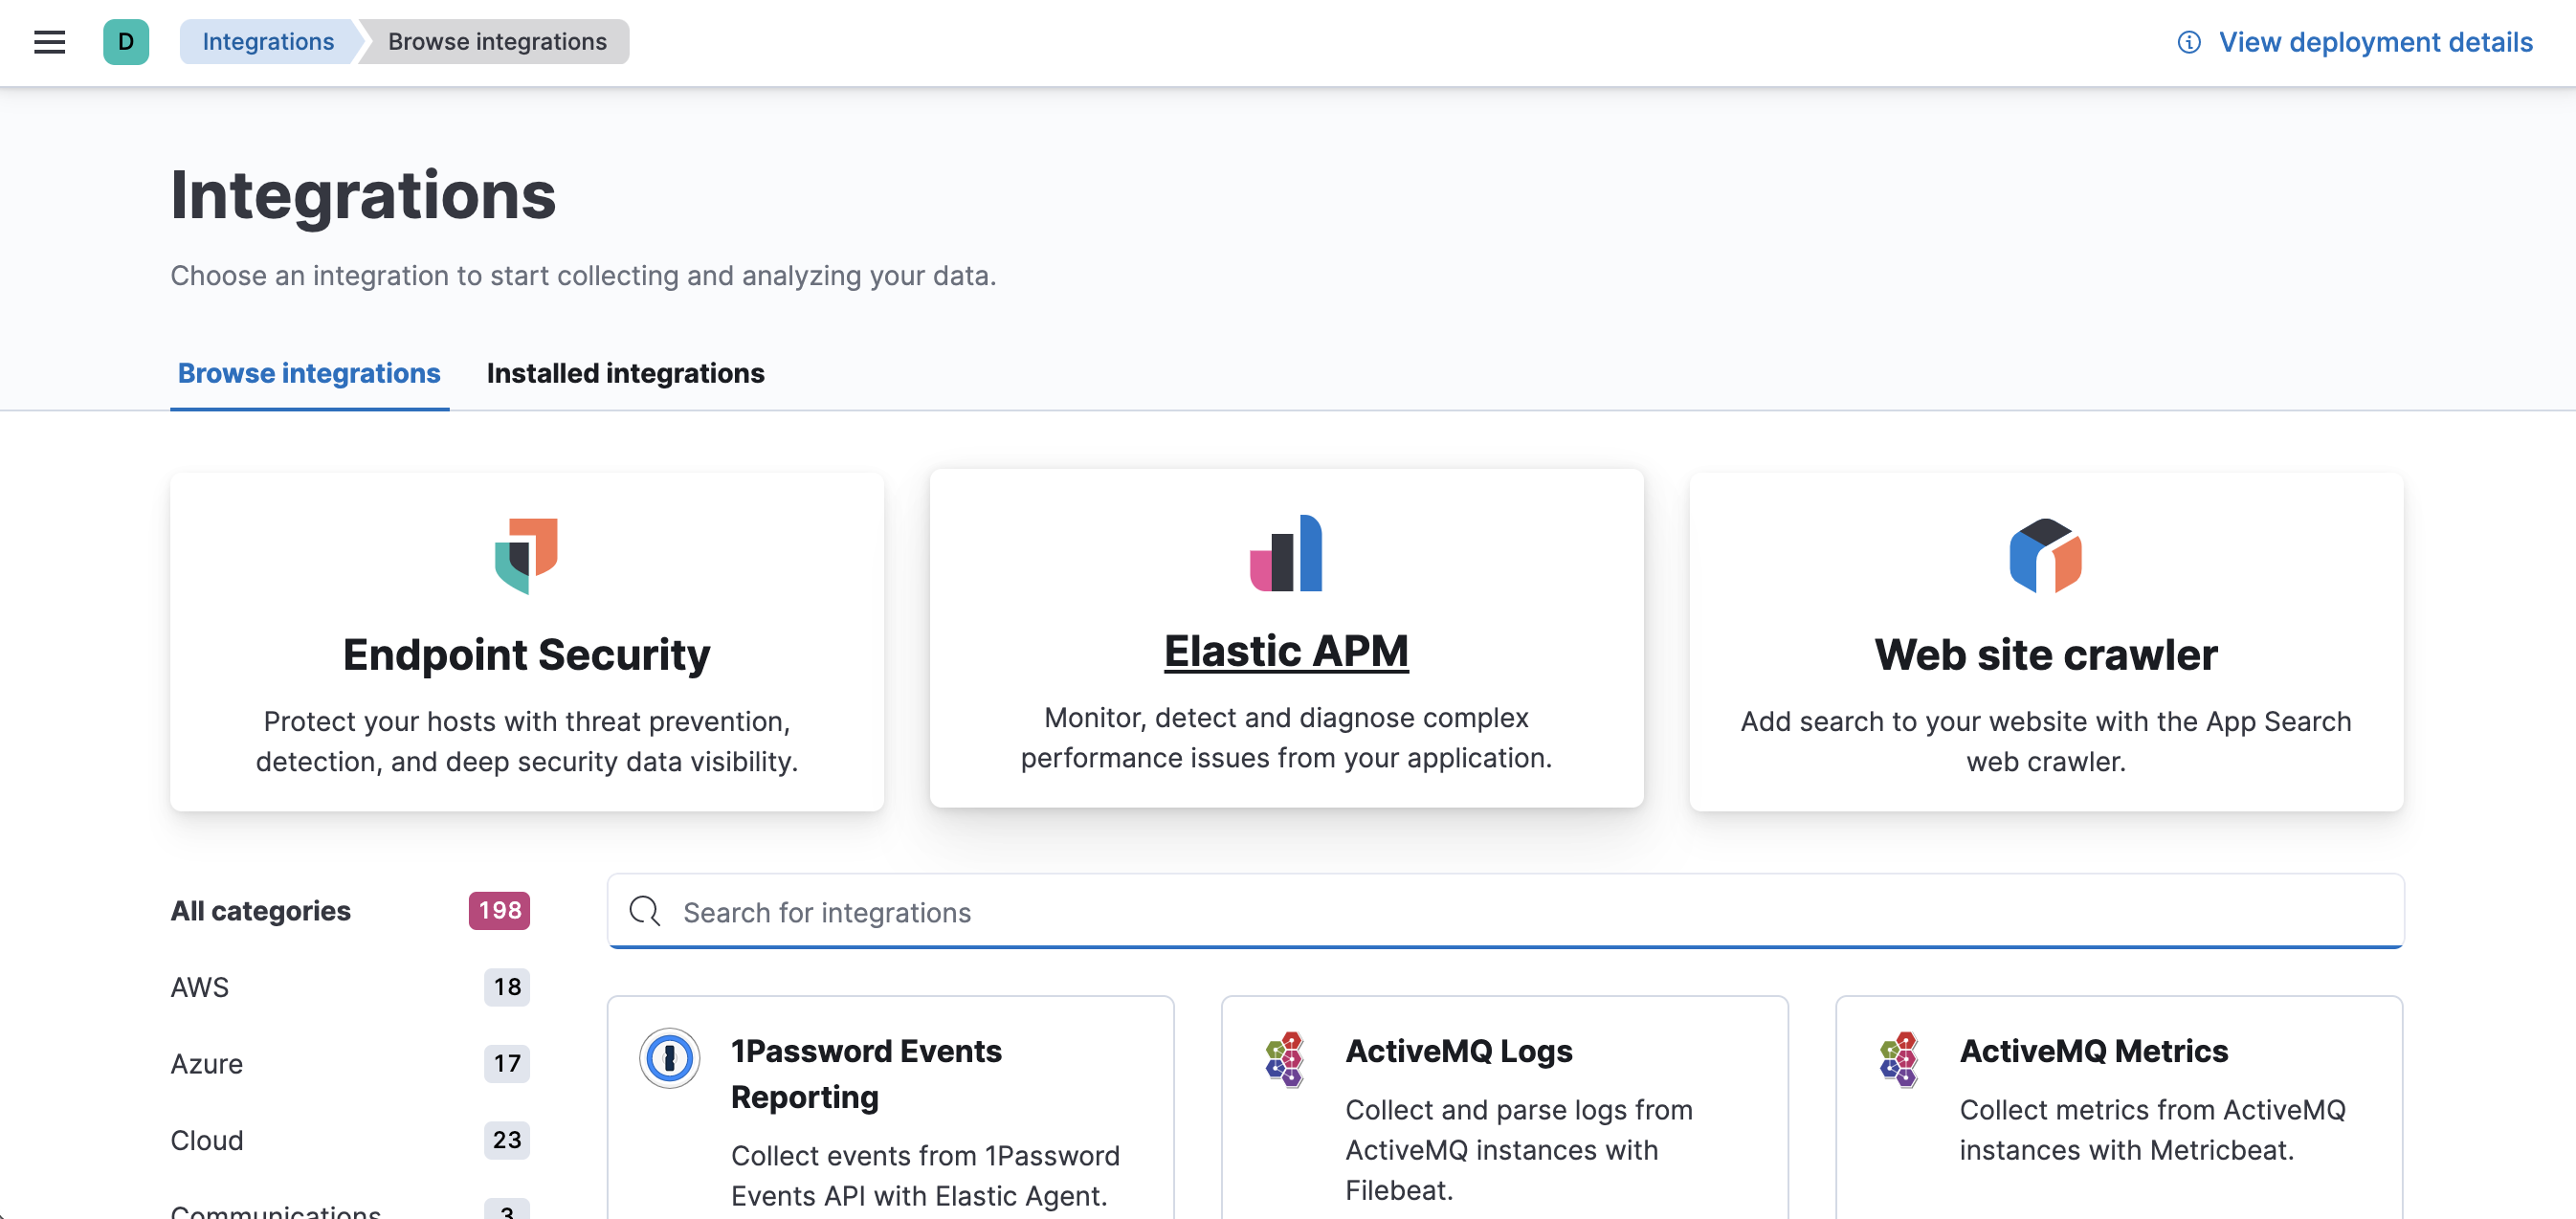 D
Integrations
Browse integrations
View deployment details
Integrations
Choose an integration to start collecting and analyzing your data.
Browse integrations
Installed integrations
Endpoint Security
Protect your hosts with threat prevention,
detection, and deep security data visibility.
Elastic APM
Monitor, detect and diagnose complex
performance issues from your application.
Web site crawler
Add search to your website with the App Search
web crawler.
All categories 198
AWS 18
Azure 17
Cloud 23
Communications 3
Search for integrations
1Password Events
Reporting
Collect events from 1Password
Events API with Elastic Agent.
ActiveMQ Logs
Collect and parse logs from
ActiveMQ instances with
Filebeat.
ActiveMQ Metrics
Collect metrics from ActiveMQ
instances with Metricbeat.